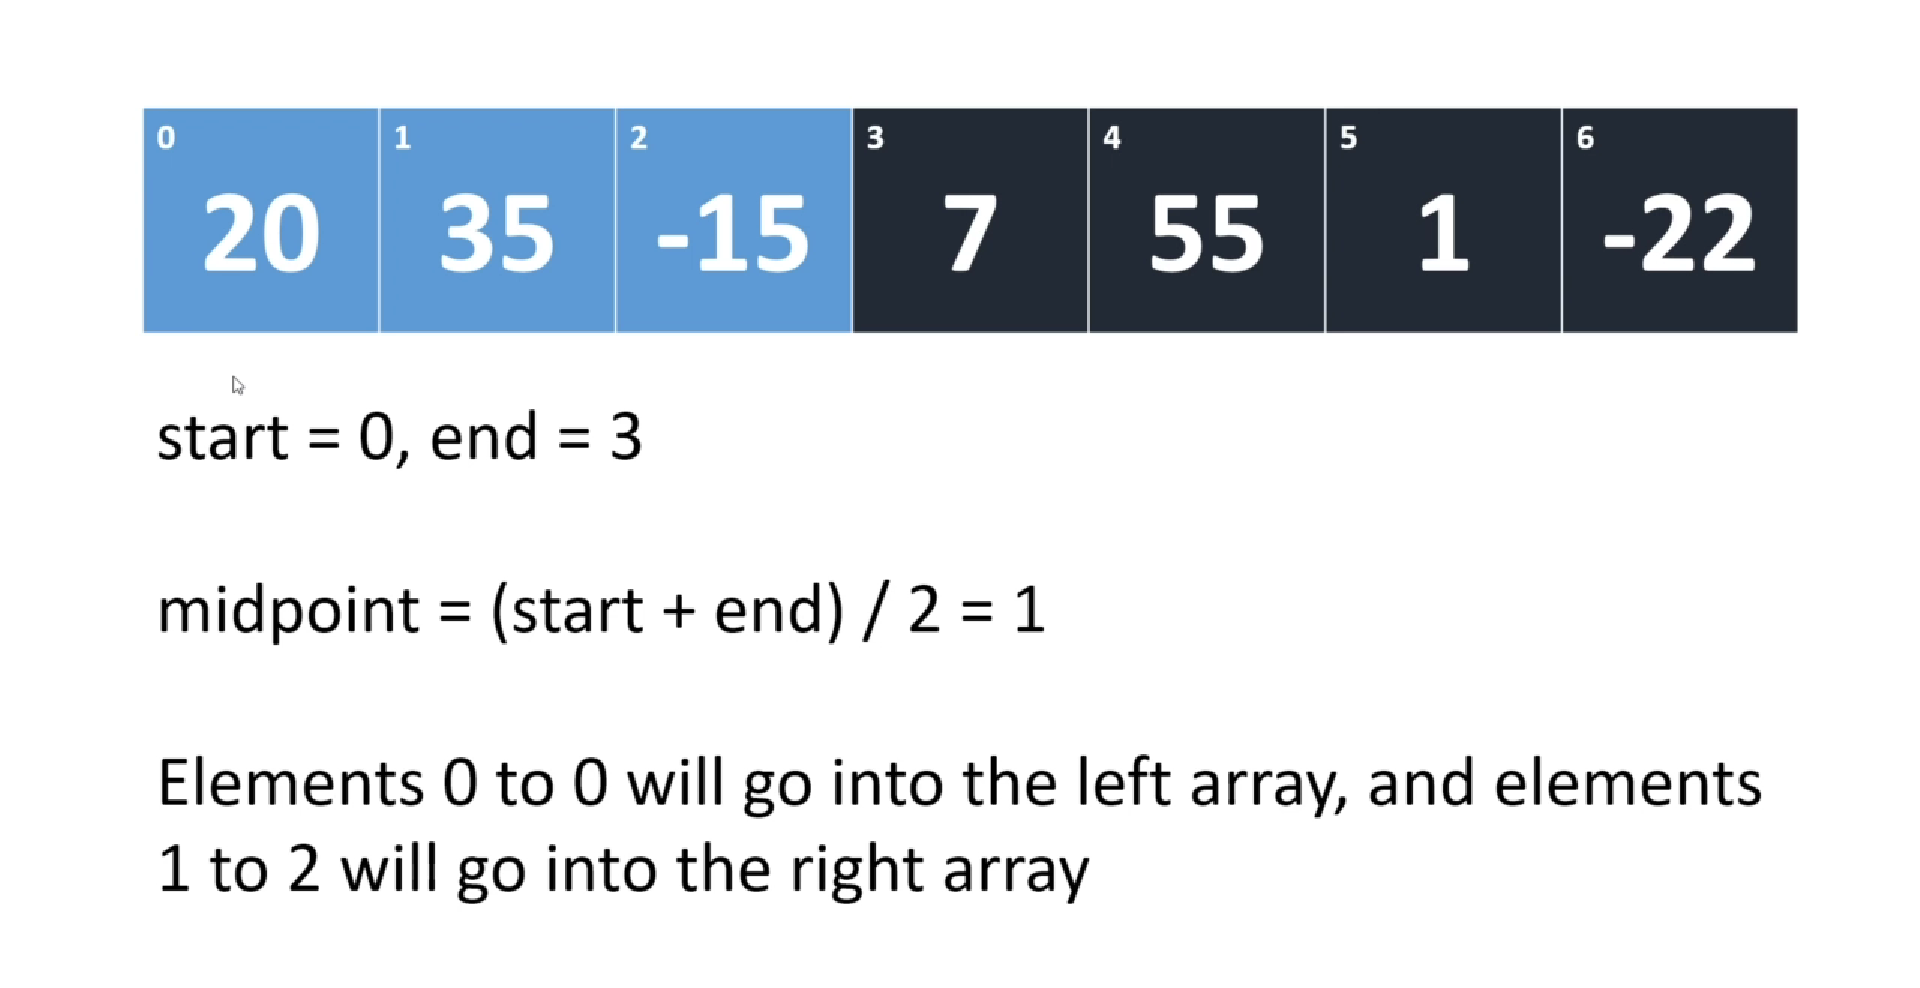 0 1 2 3 4 5 6
20 35 -15 7 55 1 -22
start = 0, end = 3
midpoint = (start + end) / 2 = 1
Elements 0 to 0 will go into the left array, and elements
1 to 2 will go into the right array